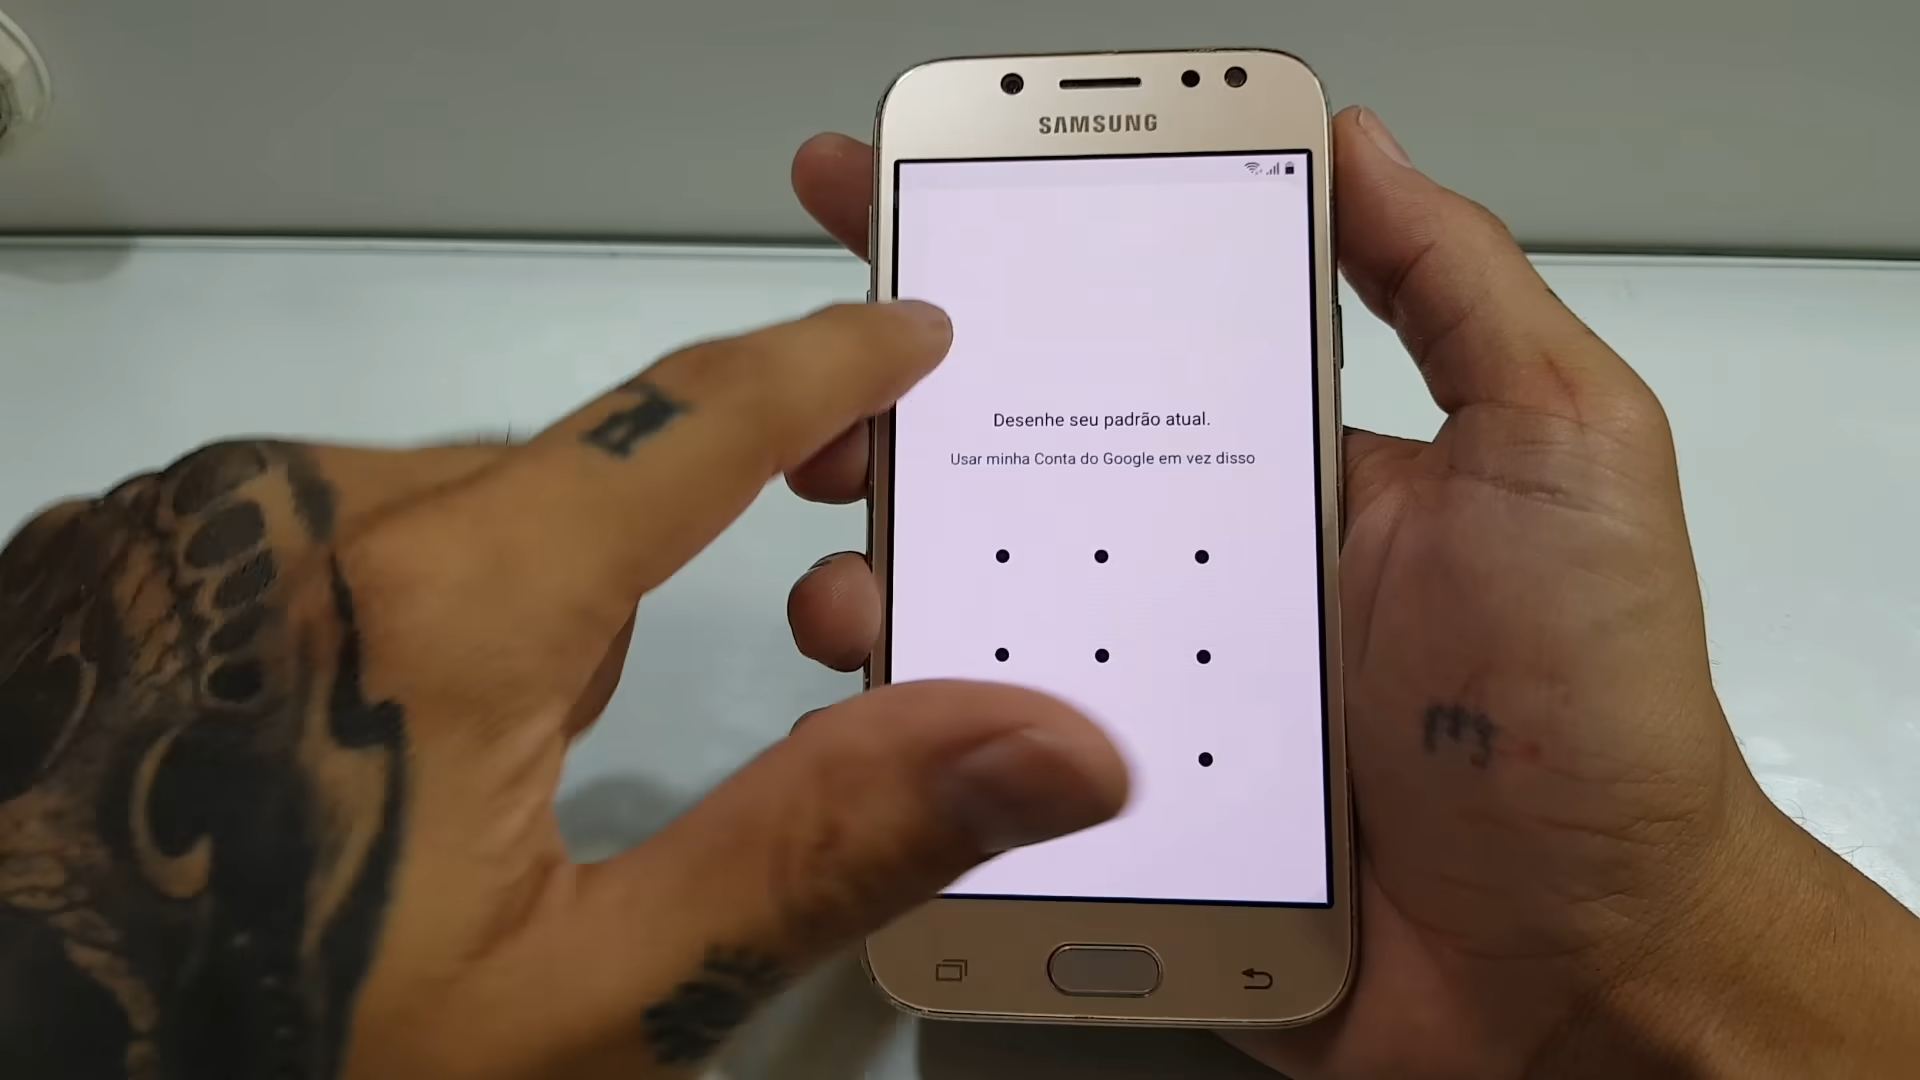 SAMSUNG
Desenhe seu padrão atual.
Usar minha Conta do Google em vez disso